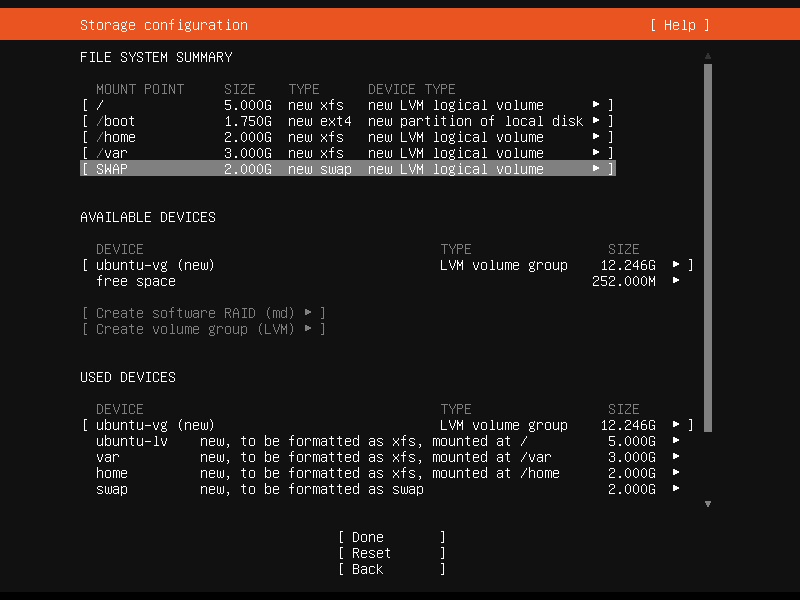 Storage configuration [ Help ]
FILE SYSTEM SUMMARY
MOUNT POINT SIZE TYPE DEVICE TYPE
[ / 5.000G new xfs new LVM logical volume ▸ ]
[ /boot 1.750G new ext4 new partition of local disk ▸ ]
[ /home 2.000G new xfs new LVM logical volume ▸ ]
[ /var 3.000G new xfs new LVM logical volume ▸ ]
[ SWAP 2.000G new swap new LVM logical volume ▸ ]
AVAILABLE DEVICES
DEVICE TYPE SIZE
[ ubuntu-vg (new) LVM volume group 12.246G ▸ ]
free space 252.000M ▸
[ Create software RAID (md) ▸ ]
[ Create volume group (LVM) ▸ ]
USED DEVICES
DEVICE TYPE SIZE
[ ubuntu-vg (new) LVM volume group 12.246G ▸ ]
ubuntu-lv new, to be formatted as xfs, mounted at / 5.000G ▸
var new, to be formatted as xfs, mounted at /var 3.000G ▸
home new, to be formatted as xfs, mounted at /home 2.000G ▸
swap new, to be formatted as swap 2.000G ▸
[ Done ]
[ Reset ]
[ Back ]